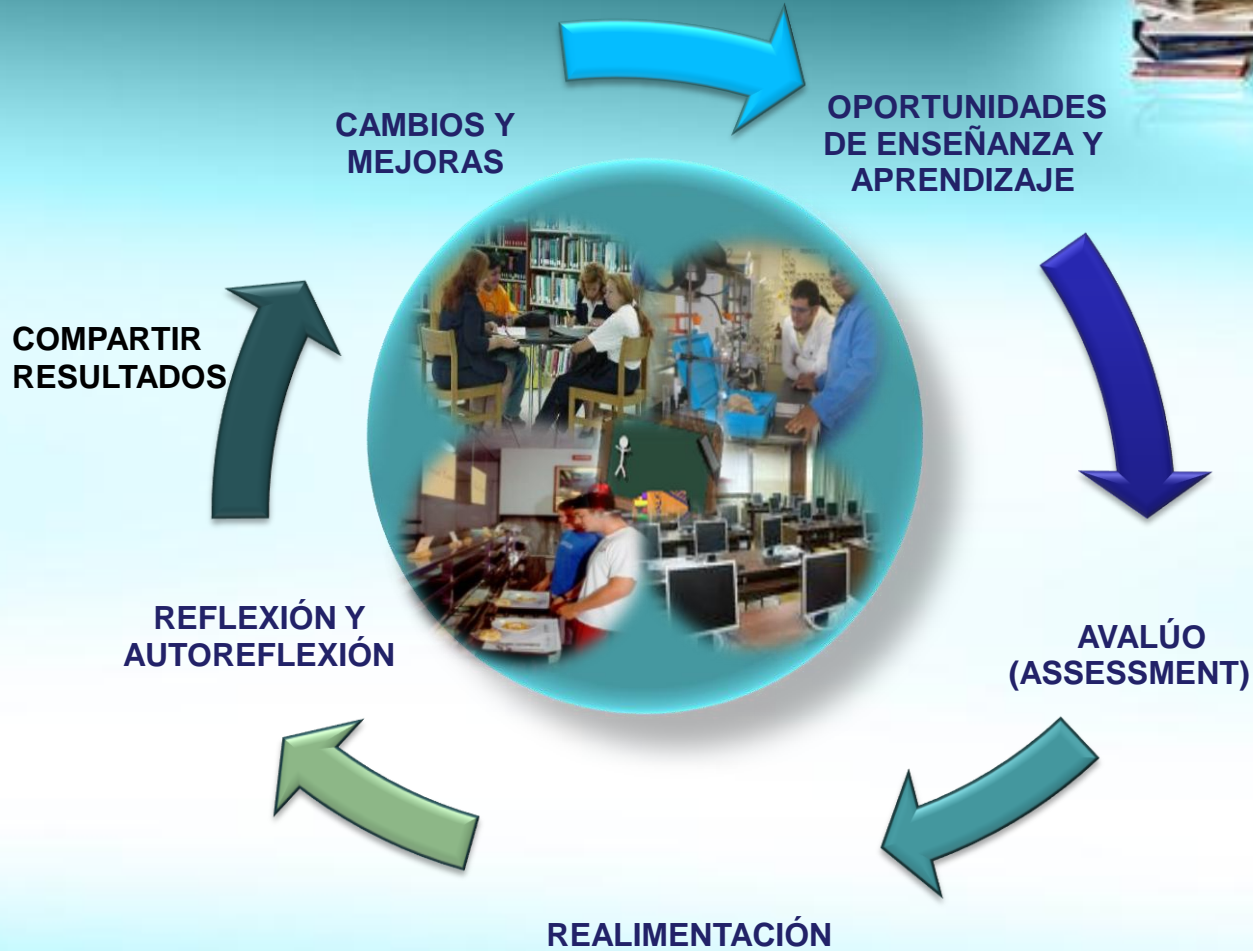 CAMBIOS Y
MEJORAS
OPORTUNIDADES
DE ENSEÑANZA Y
APRENDIZAJE
AVALÚO
(ASSESSMENT)
REALIMENTACIÓN
REFLEXIÓN Y
AUTOREFLEXIÓN
COMPARTIR
RESULTADOS